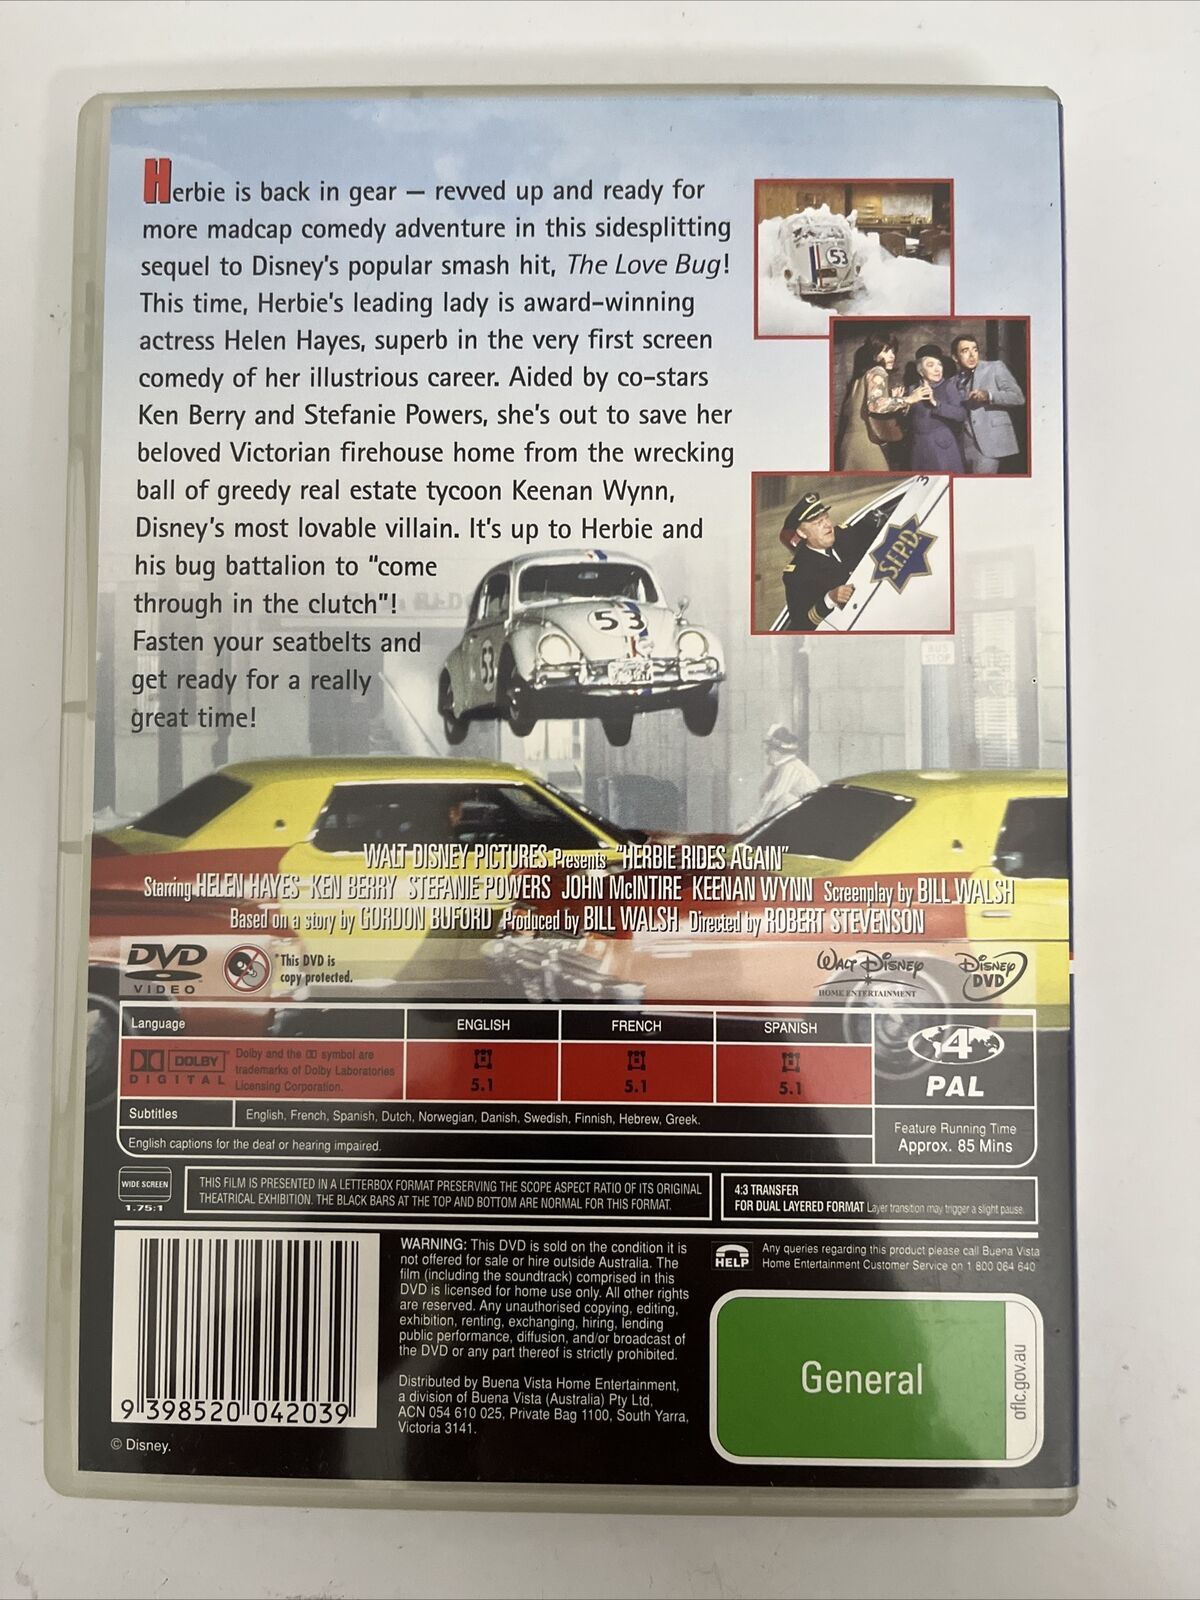 Herbie is back in gear – revved up and ready for
more madcap comedy adventure in this sidesplitting
sequel to Disney's popular smash hit, The Love Bug!
This time, Herbie's leading lady is award-winning
actress Helen Hayes, superb in the very first screen
comedy of her illustrious career. Aided by co-stars
Ken Berry and Stefanie Powers, she's out to save her
beloved Victorian firehouse home from the wrecking
ball of greedy real estate tycoon Keenan Wynn,
Disney's most lovable villain. It's up to Herbie and
his bug battalion to "come
through in the clutch"!
Fasten your seatbelts and
get ready for a really
great time!
53
S.F.P.D.
53
53
BUS
STOP
WALT DISNEY PICTURES Presents "HERBIE RIDES AGAIN"
Starring HELEN HAYES KEN BERRY STEFANIE POWERS JOHN McINTIRE KEENAN WYNN Screenplay by BILL WALSH
Based on a story by GORDON BUFORD Produced by BILL WALSH Directed by ROBERT STEVENSON
DVD
VIDEO
"This DVD is
copy protected.
WALT DISNEY
HOME ENTERTAINMENT
Disney
DVD
Language
ENGLISH
FRENCH
SPANISH
DOLBY
DIGITAL
Dolby and the DD symbol are
trademarks of Dolby Laboratories
Licensing Corporation.
5.1
5.1
5.1
4
PAL
Subtitles
English, French, Spanish, Dutch, Norwegian, Danish, Swedish, Finnish, Hebrew, Greek.
English captions for the deaf or hearing impaired.
Feature Running Time
Approx. 85 Mins
WIDE SCREEN
1.75:1
THIS FILM IS PRESENTED IN A LETTERBOX FORMAT PRESERVING THE SCOPE ASPECT RATIO OF ITS ORIGINAL
THEATRICAL EXHIBITION. THE BLACK BARS AT THE TOP AND BOTTOM ARE NORMAL FOR THIS FORMAT.
4:3 TRANSFER
FOR DUAL LAYERED FORMAT Layer transition may trigger a slight pause.
WARNING: This DVD is sold on the condition it is
not offered for sale or hire outside Australia. The
film (including the soundtrack) comprised in this
DVD is licensed for home use only. All other rights
are reserved. Any unauthorised copying, editing,
exhibition, renting, exchanging, hiring, lending
public performance, diffusion, and/or broadcast of
the DVD or any part thereof is strictly prohibited.
Distributed by Buena Vista Home Entertainment,
a division of Buena Vista (Australia) Pty Ltd,
ACN 054 610 025, Private Bag 1100, South Yarra,
Victoria 3141.
HELP
Any queries regarding this product please call Buena Vista
Home Entertainment Customer Service on 1 800 064 640
General
oflc.gov.au
9 398520 042039
© Disney.